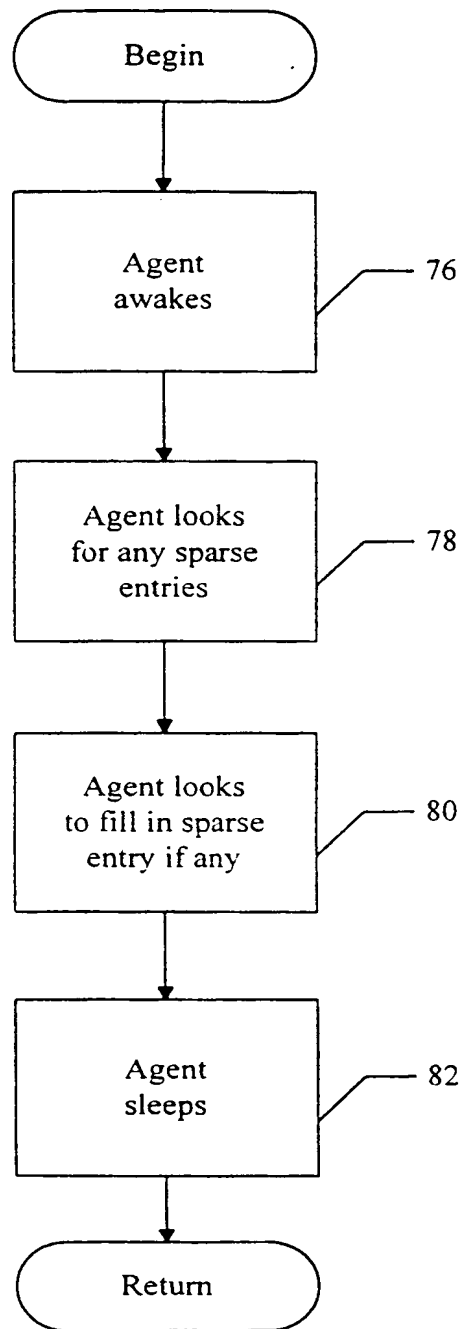 Begin
Agent
awakes
76
Agent looks
for any sparse
entries
78
Agent looks
to fill in sparse
entry if any
80
Agent
sleeps
82
Return